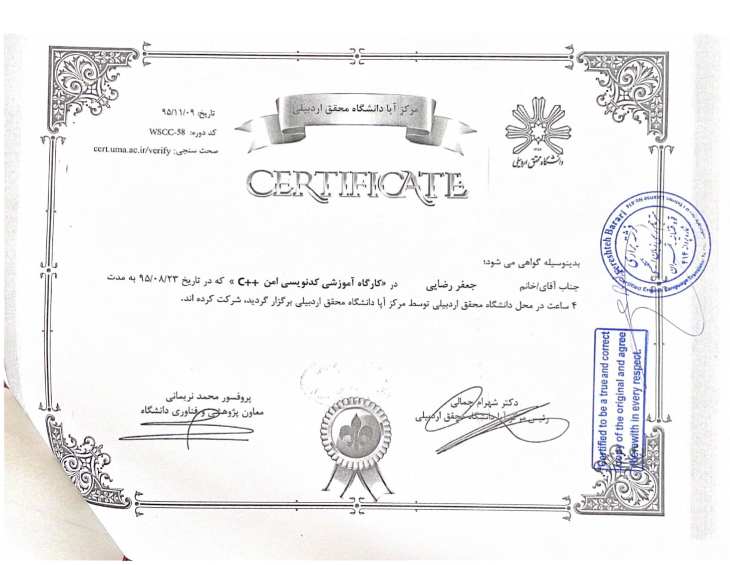 مرکز آپا دانشگاه محقق اردبیلی
تاریخ: ۹۵/۱۱/۰۹
کد دوره: WSCC-58
صحت سنجی: cert.uma.ac.ir/verify
دانشگاه محقق اردبیلی
CERTIFICATE
بدینوسیله گواهی می شود؛
جناب آقای/خانم جعفر رضایی در «کارگاه آموزشی کدنویسی امن C++ » که در تاریخ ۹۵/۰۸/۲۳ به مدت
۴ ساعت در محل دانشگاه محقق اردبیلی توسط مرکز آپا دانشگاه محقق اردبیلی برگزار گردید، شرکت کرده اند.
دکتر شهرام جمالی
رئیس مرکز آپا دانشگاه محقق اردبیلی
پروفسور محمد نریمانی
معاون پژوهشی و فناوری دانشگاه
Fereshteh Barari
Certified to be a true and correct
copy of the original and agree
therewith in every respect.